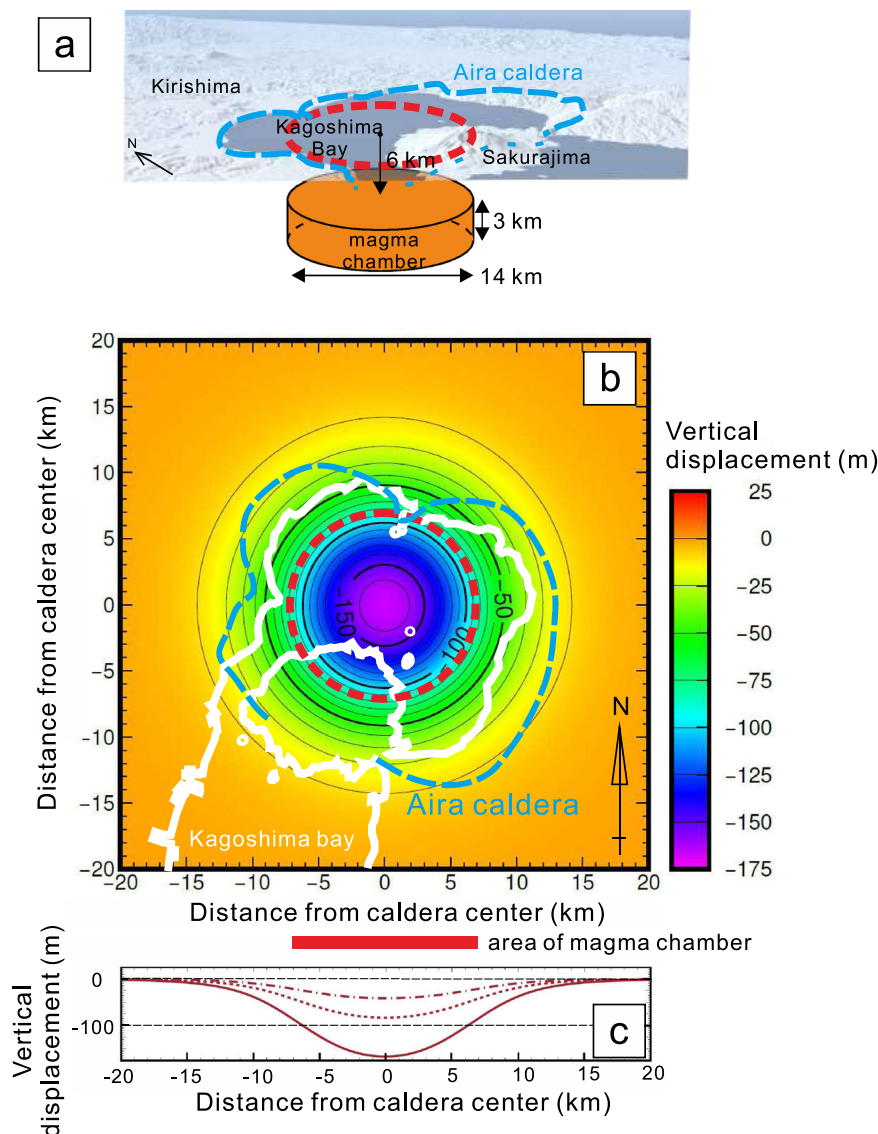 a
Kirishima
Aira caldera
N
Kagoshima
Bay
6 km
Sakurajima
magma
chamber
3 km
14 km
b
20
15
10
5
0
-5
-10
-15
-20
Distance from caldera center (km)
-150
-100
-50
N
Aira caldera
Kagoshima bay
-20
-15
-10
-5
0
5
10
15
20
Distance from caldera center (km)
Vertical
displacement (m)
25
0
-25
-50
-75
-100
-125
-150
-175
area of magma chamber
Vertical
displacement (m)
0
-100
c
-20
-15
-10
-5
0
5
10
15
20
Distance from caldera center (km)